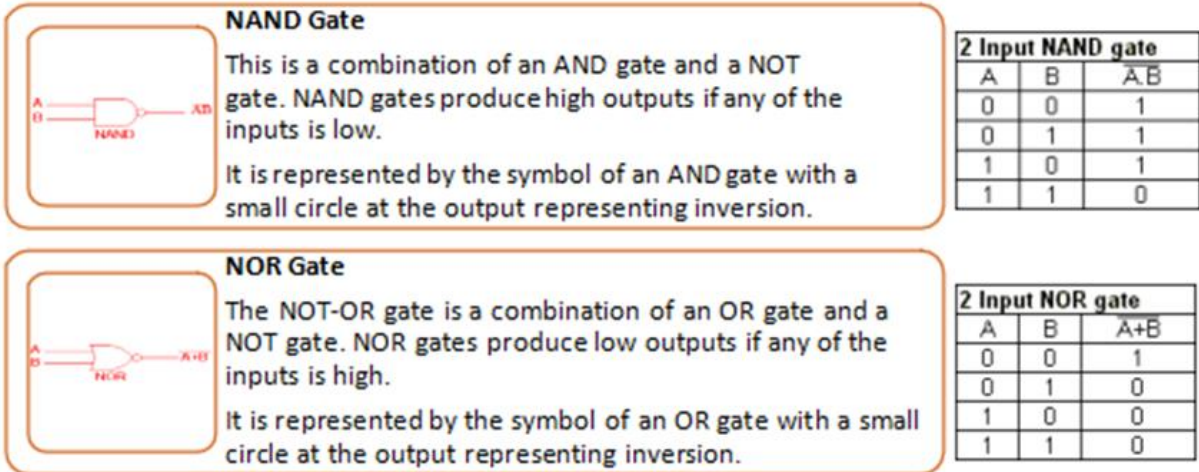 NAND Gate
This is a combination of an AND gate and a NOT
gate. NAND gates produce high outputs if any of the
inputs is low.
It is represented by the symbol of an AND gate with a
small circle at the output representing inversion.
A
B
NAND
A̅B̅
2 Input NAND gate
A B A̅.̅B̅
0 0 1
0 1 1
1 0 1
1 1 0
NOR Gate
The NOT-OR gate is a combination of an OR gate and a
NOT gate. NOR gates produce low outputs if any of the
inputs is high.
It is represented by the symbol of an OR gate with a small
circle at the output representing inversion.
A
B
NOR
A̅+̅B̅
2 Input NOR gate
A B A̅+̅B̅
0 0 1
0 1 0
1 0 0
1 1 0